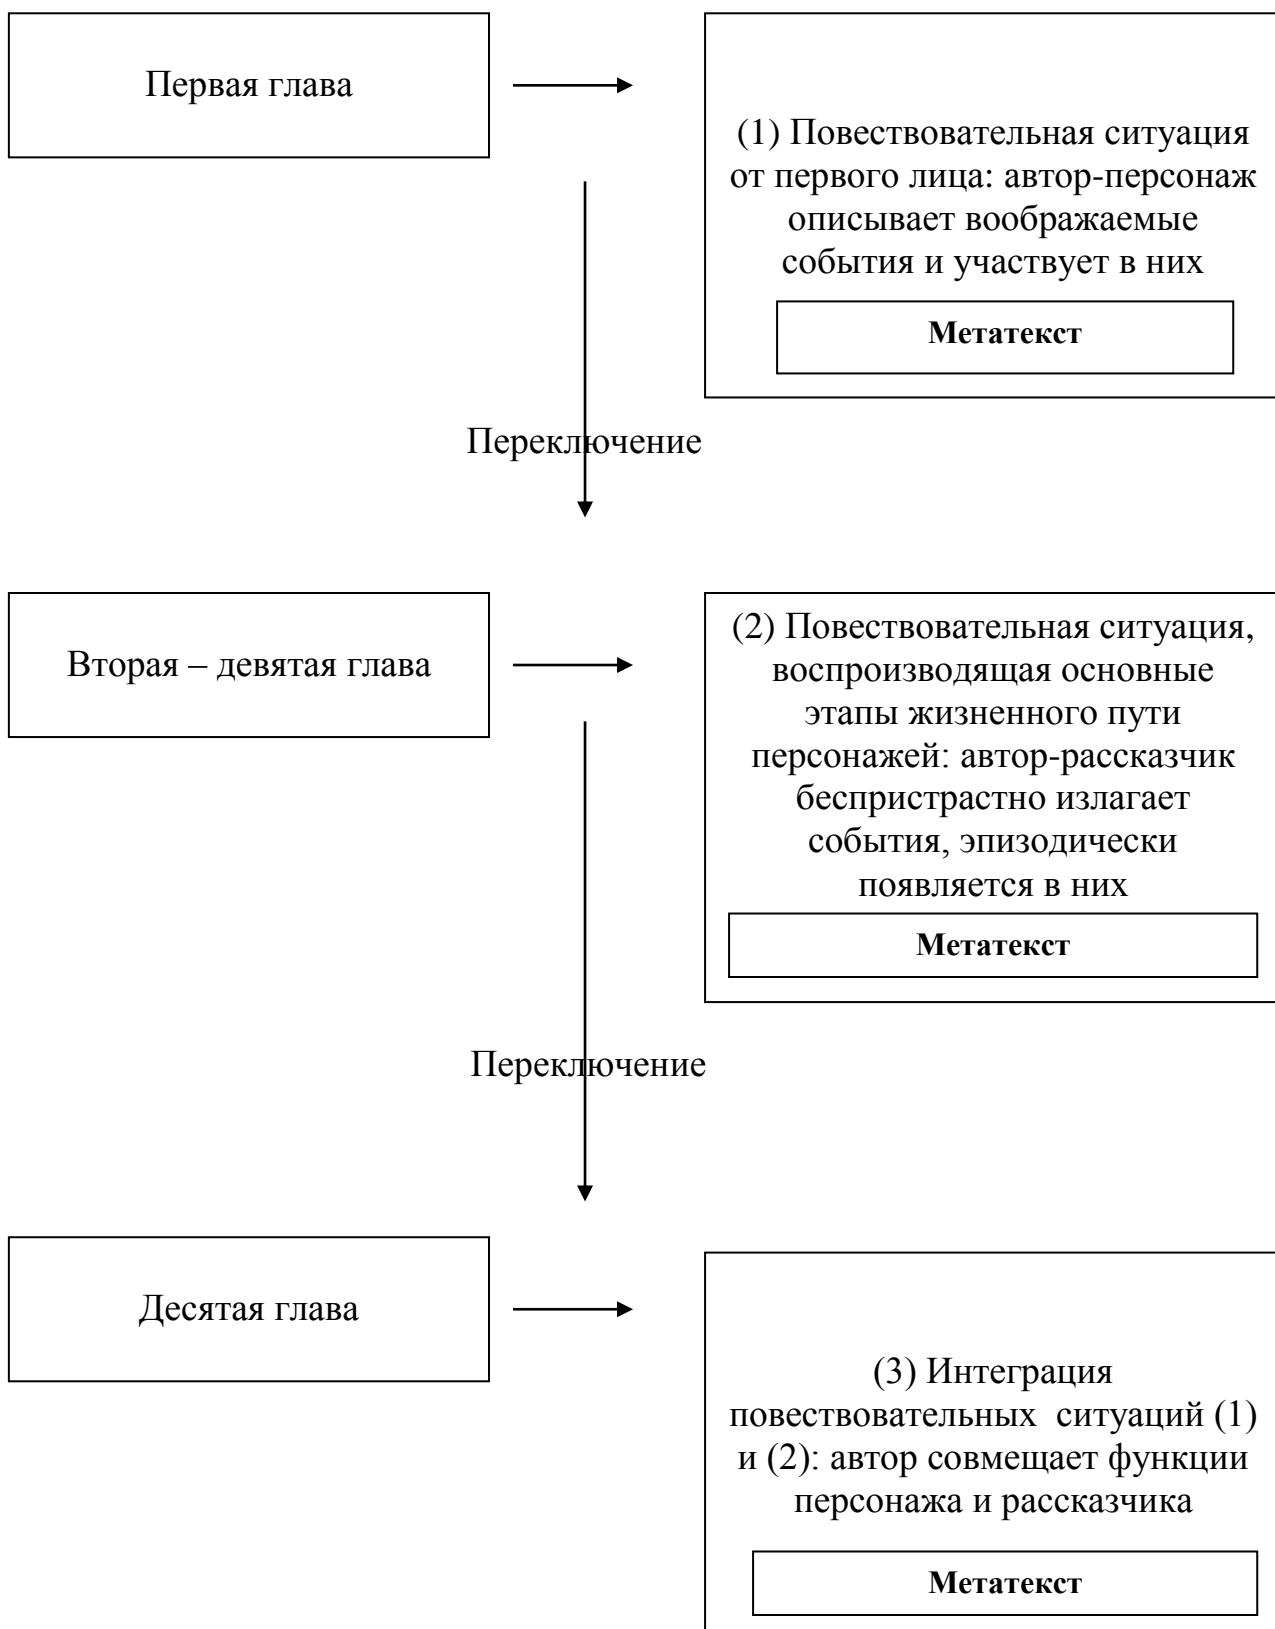 Первая глава
(1) Повествовательная ситуация
от первого лица: автор-персонаж
описывает воображаемые
события и участвует в них
Метатекст
Переключение
Вторая – девятая глава
(2) Повествовательная ситуация,
воспроизводящая основные
этапы жизненного пути
персонажей: автор-рассказчик
беспристрастно излагает
события, эпизодически
появляется в них
Метатекст
Переключение
Десятая глава
(3) Интеграция
повествовательных ситуаций (1)
и (2): автор совмещает функции
персонажа и рассказчика
Метатекст